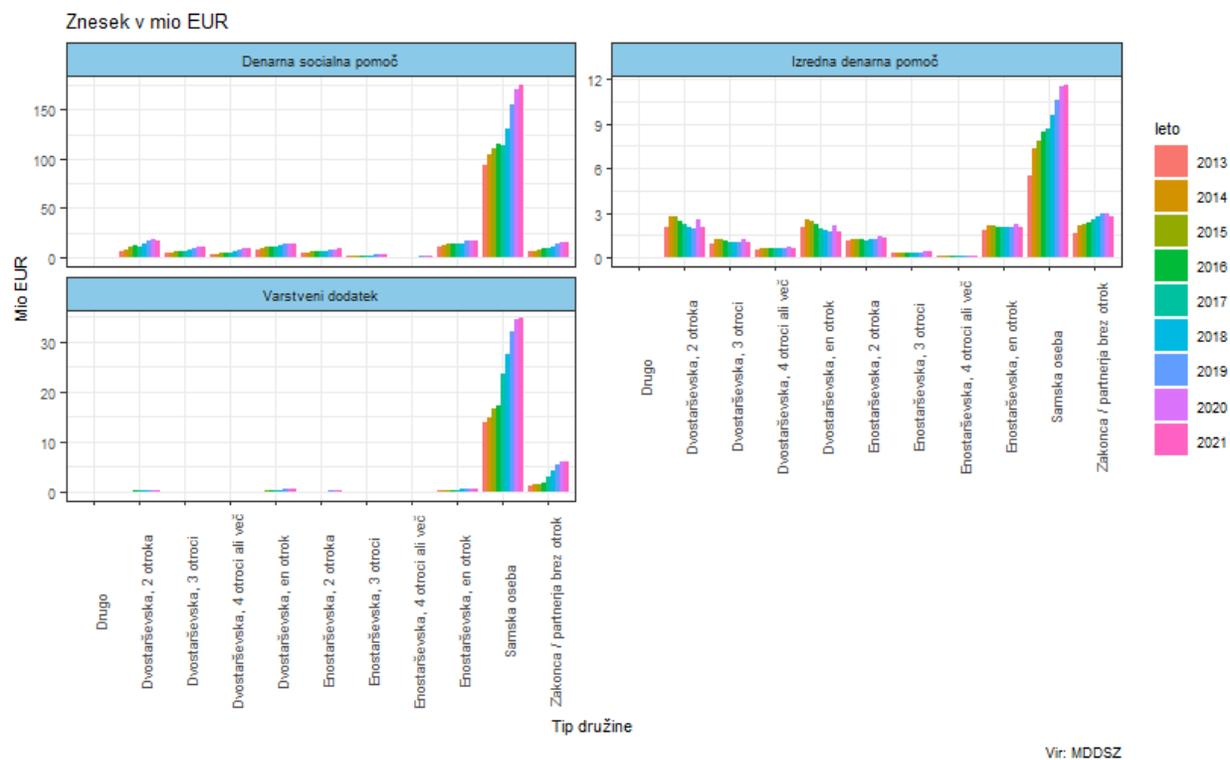 Znesek v mio EUR
Denarna socialna pomoč
Izredna denarna pomoč
150
100
50
0
12
9
6
3
0
Varstveni dodatek
30
20
10
0
Mio EUR
Drugo
Dvostarševska, 2 otroka
Dvostarševska, 3 otroci
Dvostarševska, 4 otroci ali več
Dvostarševska, en otrok
Enostarševska, 2 otroka
Enostarševska, 3 otroci
Enostarševska, 4 otroci ali več
Enostarševska, en otrok
Samska oseba
Zakonca / partnerja brez otrok
Drugo
Dvostarševska, 2 otroka
Dvostarševska, 3 otroci
Dvostarševska, 4 otroci ali več
Dvostarševska, en otrok
Enostarševska, 2 otroka
Enostarševska, 3 otroci
Enostarševska, 4 otroci ali več
Enostarševska, en otrok
Samska oseba
Zakonca / partnerja brez otrok
Tip družine
leto
2013
2014
2015
2016
2017
2018
2019
2020
2021
Vir: MDDSZ